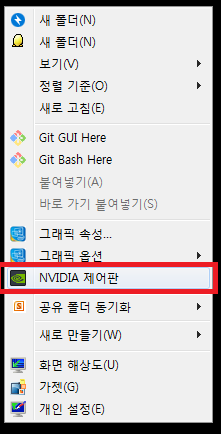 새 폴더(N)
새 폴더(N)
보기(V)
정렬 기준(O)
새로 고침(E)
Git GUI Here
Git Bash Here
붙여넣기(A)
바로 가기 붙여넣기(S)
그래픽 속성...
그래픽 옵션
NVIDIA 제어판
공유 폴더 동기화
새로 만들기(W)
화면 해상도(U)
가젯(G)
개인 설정(E)